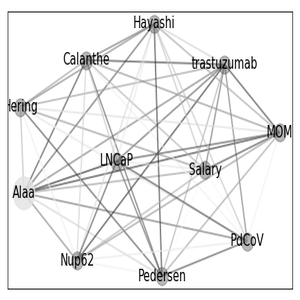 Hayashi
Calanthe
trastuzumab
Hering
MOM
LNCaP
Salary
Alaa
PdCoV
Nup62
Pedersen